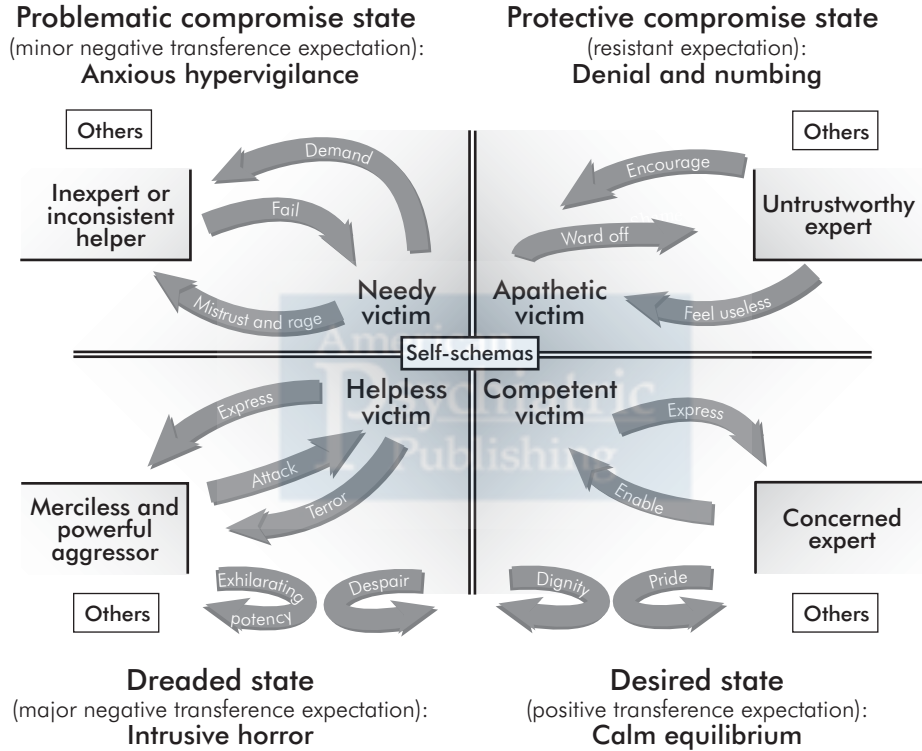 Problematic compromise state
(minor negative transference expectation):
Anxious hypervigilance
Protective compromise state
(resistant expectation):
Denial and numbing
Others
Others
Demand
Encourage
Inexpert or
inconsistent
helper
Fail
Ward off
Untrustworthy
expert
Mistrust and rage
Needy
victim
Apathetic
victim
Feel useless
Self-schemas
American
Psychiatric
Publishing
Helpless
victim
Competent
victim
Express
Express
Attack
Terror
Enable
Merciless and
powerful
aggressor
Concerned
expert
Exhilarating
potency
Despair
Dignity
Pride
Others
Others
Dreaded state
(major negative transference expectation):
Intrusive horror
Desired state
(positive transference expectation):
Calm equilibrium